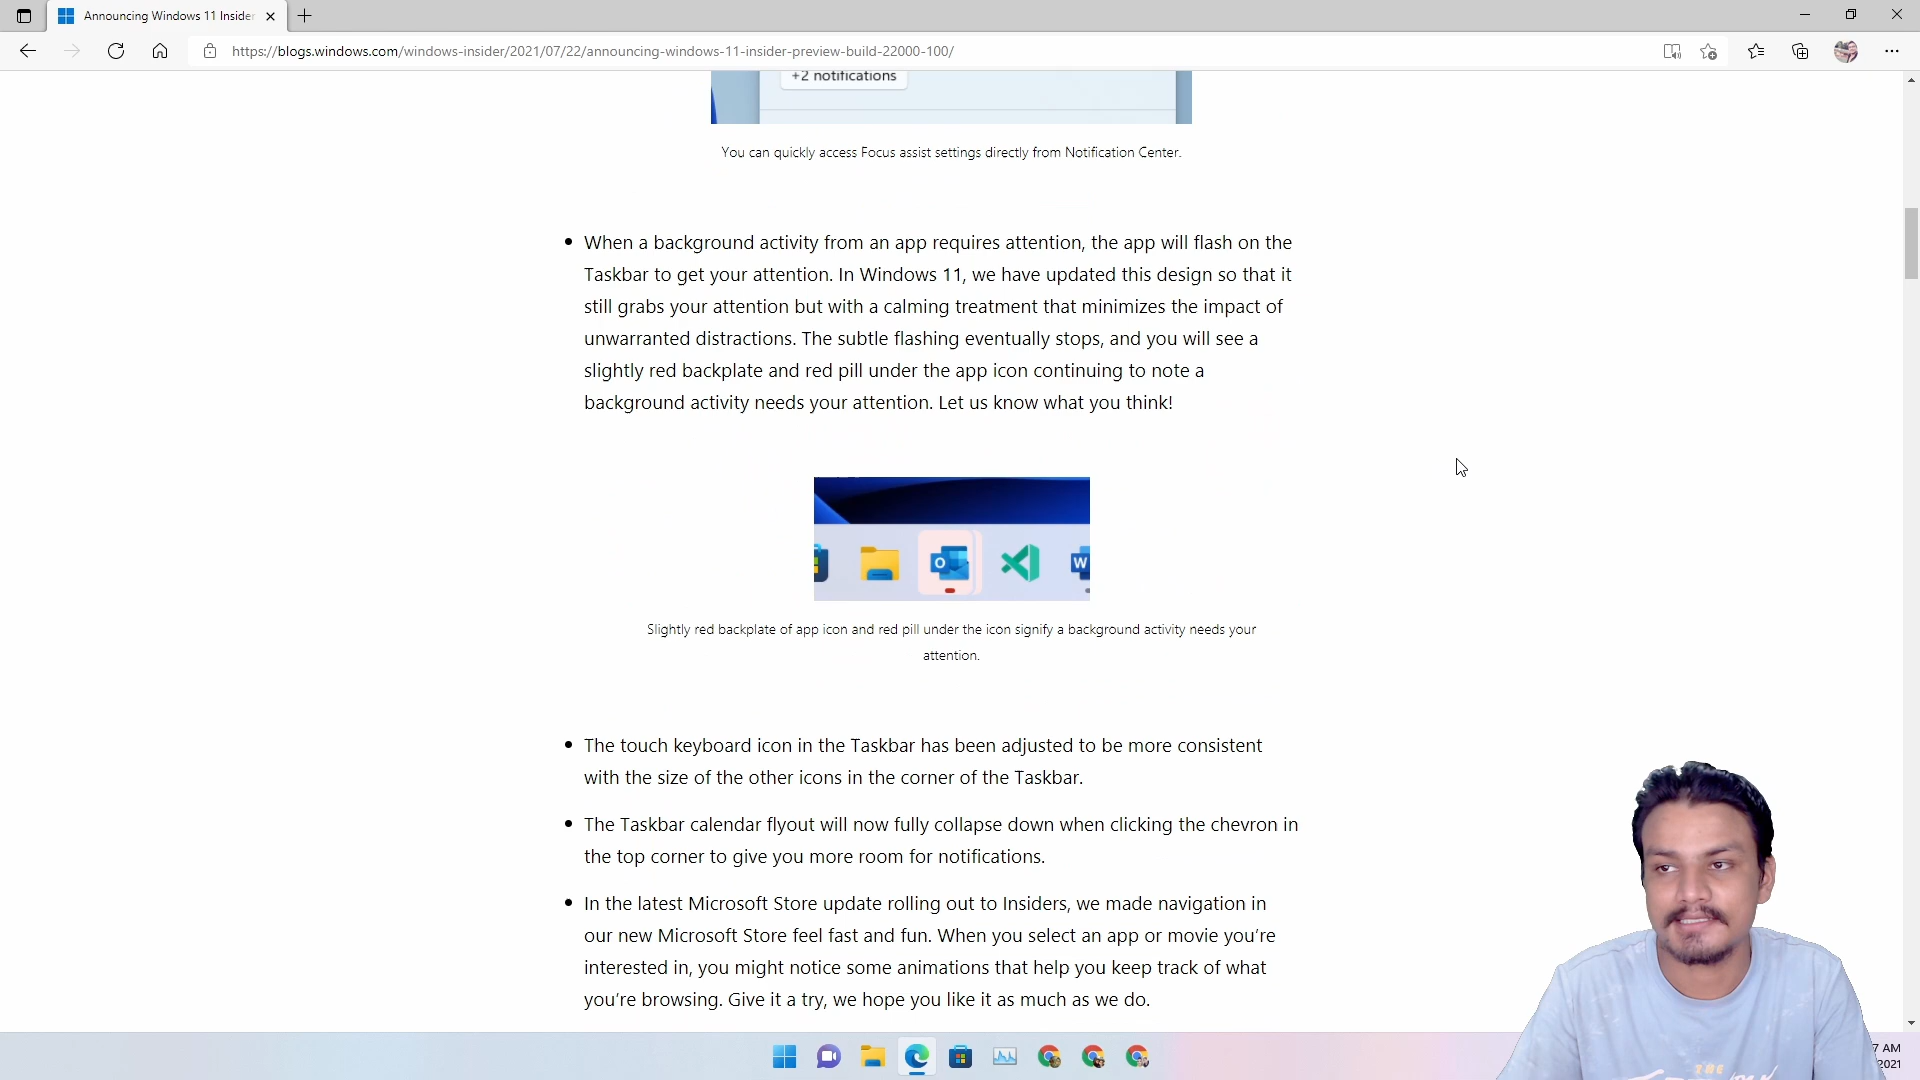 Announcing Windows 11 Insider
https://blogs.windows.com/windows-insider/2021/07/22/announcing-windows-11-insider-preview-build-22000-100/
+2 notifications
You can quickly access Focus assist settings directly from Notification Center.
When a background activity from an app requires attention, the app will flash on the
Taskbar to get your attention. In Windows 11, we have updated this design so that it
still grabs your attention but with a calming treatment that minimizes the impact of
unwarranted distractions. The subtle flashing eventually stops, and you will see a
slightly red backplate and red pill under the app icon continuing to note a
background activity needs your attention. Let us know what you think!
O
W
Slightly red backplate of app icon and red pill under the icon signify a background activity needs your
attention.
The touch keyboard icon in the Taskbar has been adjusted to be more consistent
with the size of the other icons in the corner of the Taskbar.
The Taskbar calendar flyout will now fully collapse down when clicking the chevron in
the top corner to give you more room for notifications.
In the latest Microsoft Store update rolling out to Insiders, we made navigation in
our new Microsoft Store feel fast and fun. When you select an app or movie you're
interested in, you might notice some animations that help you keep track of what
you're browsing. Give it a try, we hope you like it as much as we do.
7 AM
2021
THE